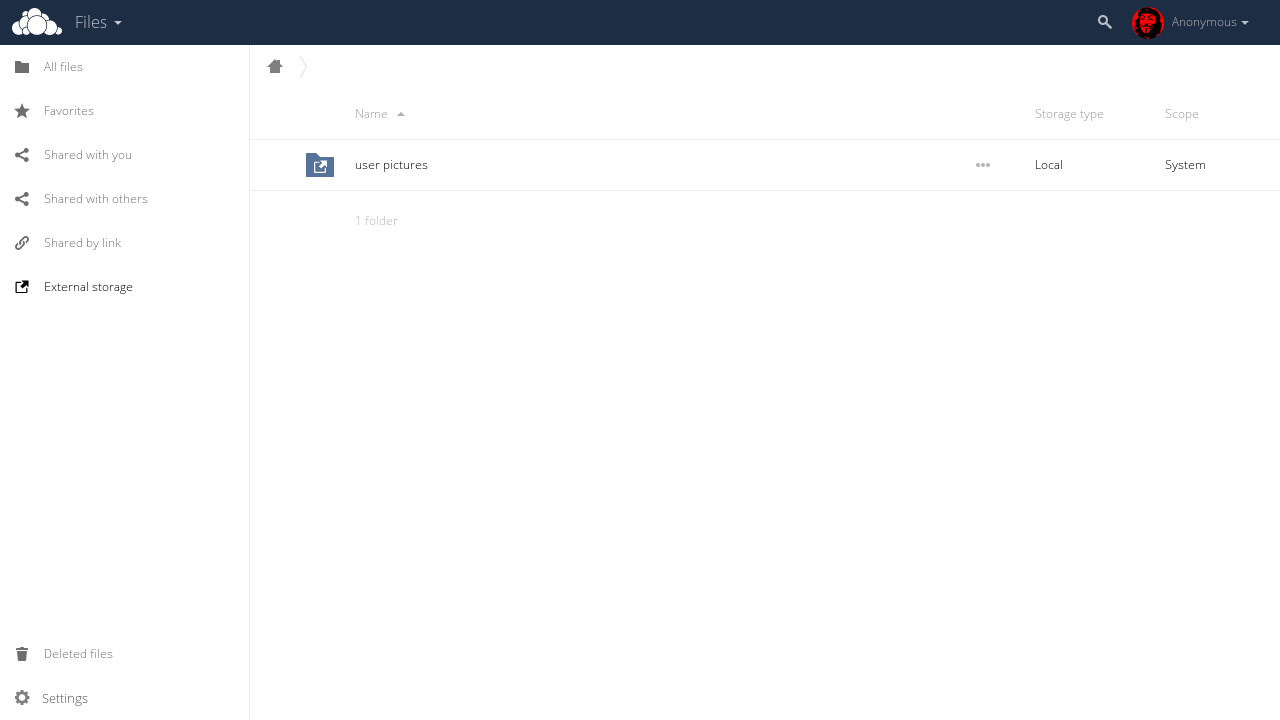 Files
Anonymous
All files
Favorites
Shared with you
Shared with others
Shared by link
External storage
Deleted files
Settings
Name Storage type Scope
user pictures Local System
1 folder